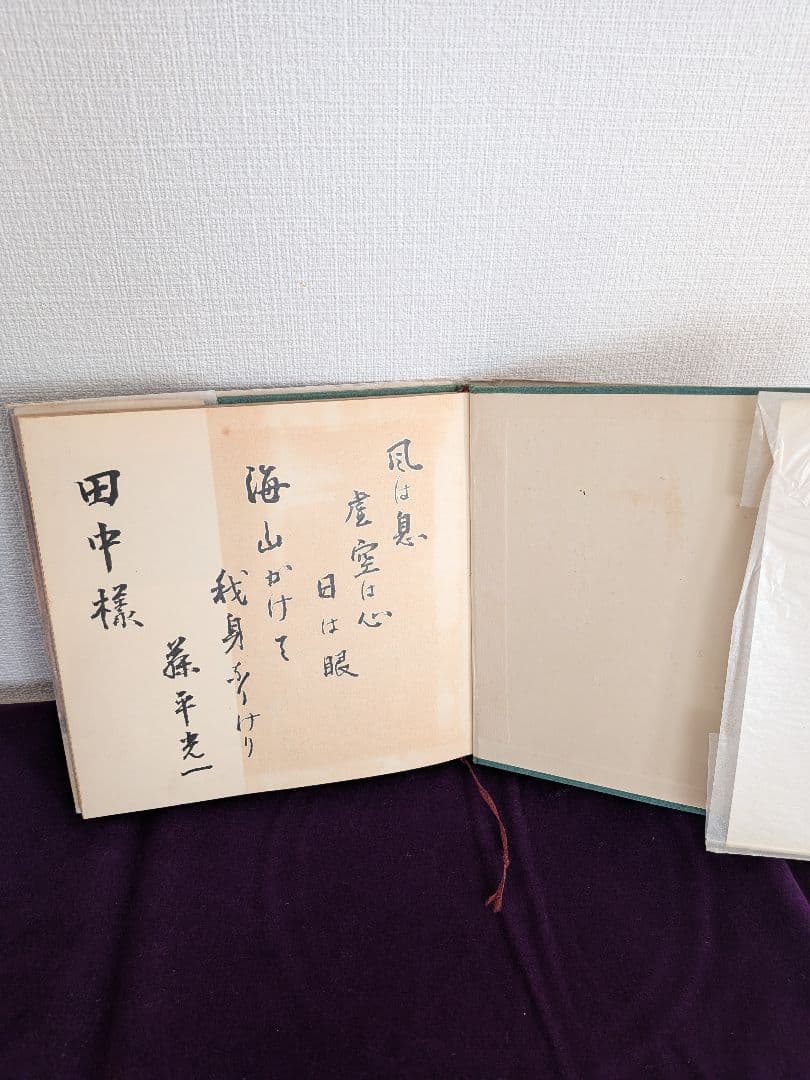 風は息
虚空は心
日は眼
海山かけて
我身なりけり
藤平光一
田中様